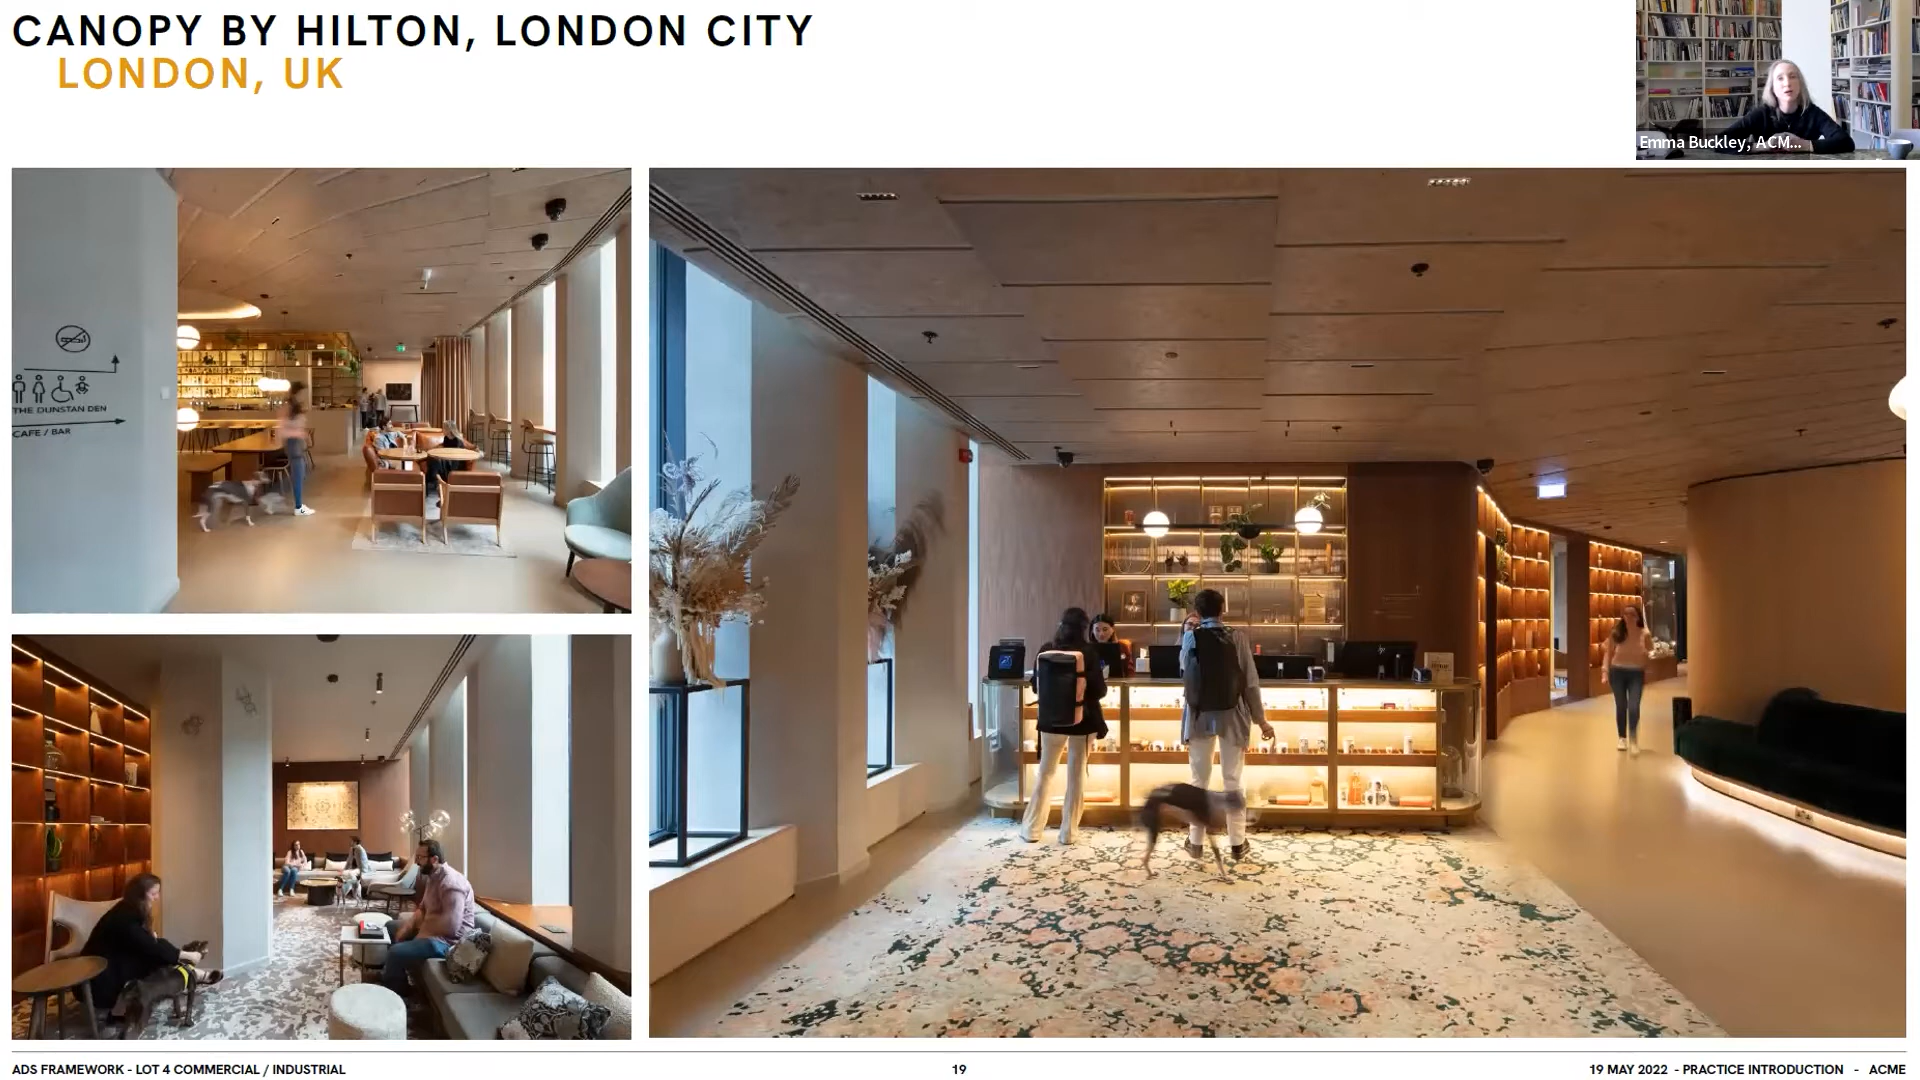 CANOPY BY HILTON, LONDON CITY
LONDON, UK
Emma Buckley, ACM...
THE DUNSTAN DEN
CAFE / BAR
ADS FRAMEWORK - LOT 4 COMMERCIAL / INDUSTRIAL
19
19 MAY 2022 - PRACTICE INTRODUCTION - ACME